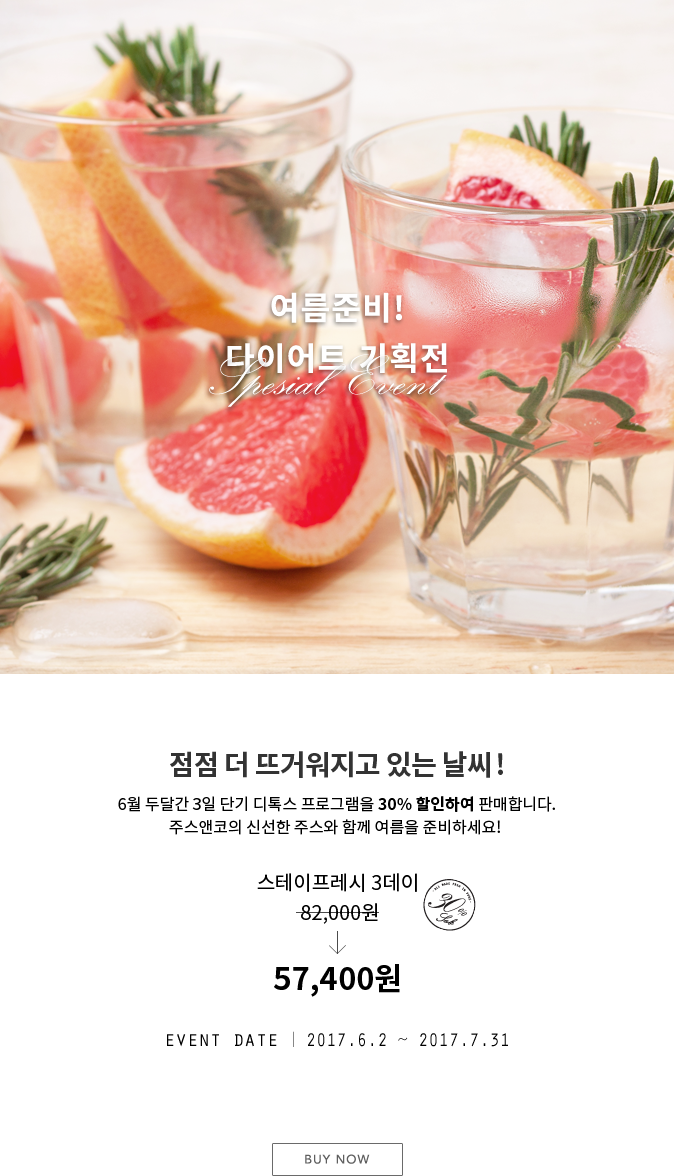 여름준비!
다이어트 기획전
Spesial Event
점점 더 뜨거워지고 있는 날씨!
6월 두달간 3일 단기 디톡스 프로그램을 30% 할인하여 판매합니다.
주스앤코의 신선한 주스와 함께 여름을 준비하세요!
스테이프레시 3데이
82,000원
30%
Sale
57,400원
EVENT DATE | 2017.6.2 ~ 2017.7.31
BUY NOW